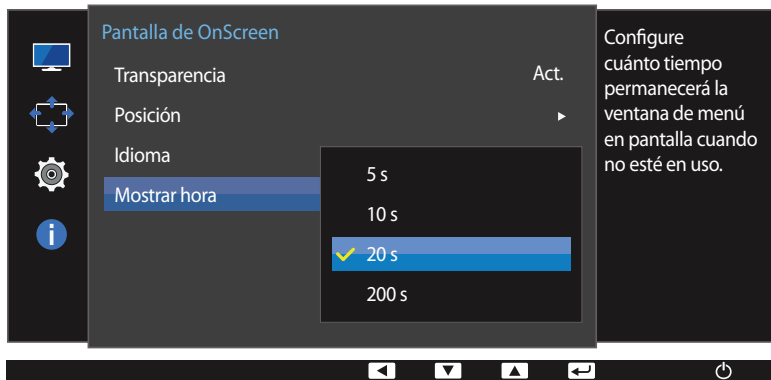 Pantalla de OnScreen
Transparencia Act.
Posición
Idioma
Mostrar hora
5 s
10 s
20 s
200 s
Configure
cuánto tiempo
permanecerá la
ventana de menú
en pantalla cuando
no esté en uso.